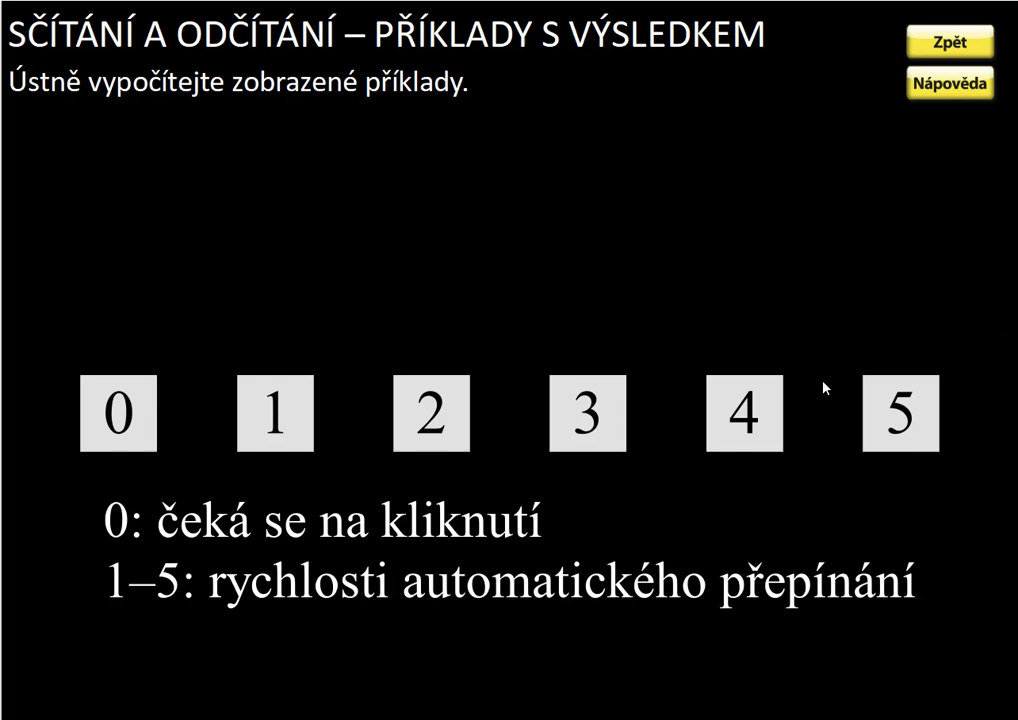 SČÍTÁNÍ A ODČÍTÁNÍ – PŘÍKLADY S VÝSLEDKEM
Zpět
Ústně vypočítejte zobrazené příklady.
Nápověda
0 1 2 3 4 5
0: čeká se na kliknutí
1–5: rychlosti automatického přepínání